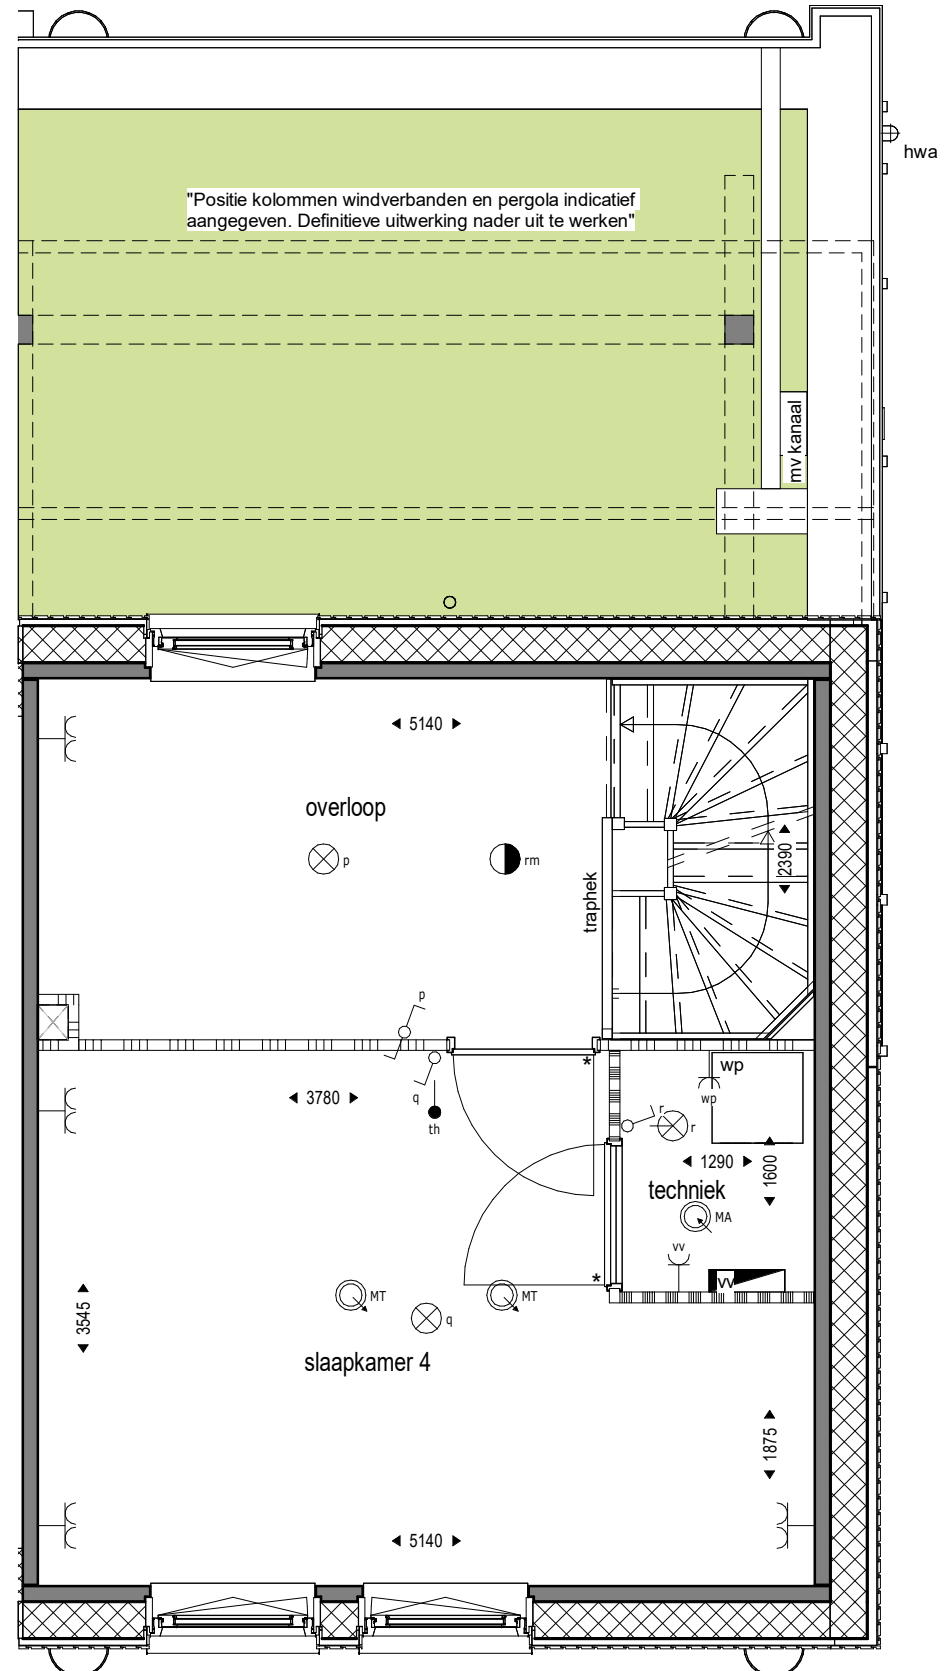 hwa
"Positie kolommen windverbanden en pergola indicatief
aangegeven. Definitieve uitwerking nader uit te werken"
mv kanaal
5140
overloop
p
rm
2390
traphek
p
*
wp
wp
3780
q
th
r
r
1290
1600
techniek
MA
vv
vv
*
MT
MT
q
3545
slaapkamer 4
1875
5140